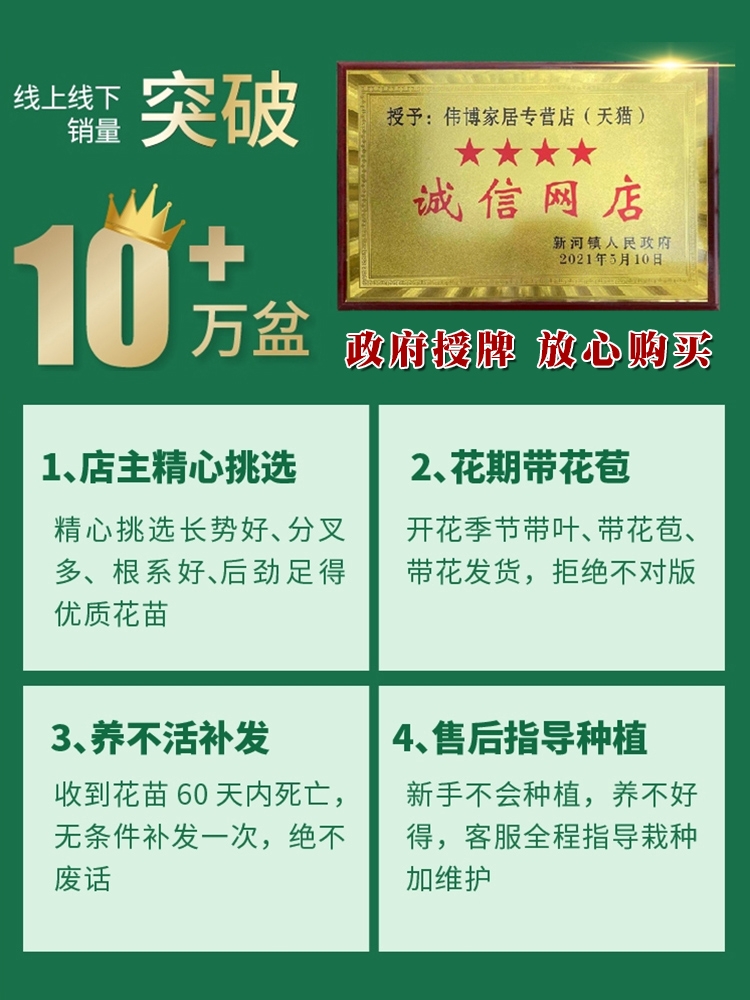 线上线下
销量
突破
10+
万盆
授予：伟博家居专营店（天猫）
诚信网店
新河镇人民政府
2021年5月10日
政府授牌 放心购买
1、店主精心挑选
精心挑选长势好、分叉
多、根系好、后劲足得
优质花苗
2、花期带花苞
开花季节带叶、带花苞、
带花发货，拒绝不对版
3、养不活补发
收到花苗 60 天内死亡，
无条件补发一次，绝不
废话
4、售后指导种植
新手不会种植，养不好
得，客服全程指导栽种
加维护